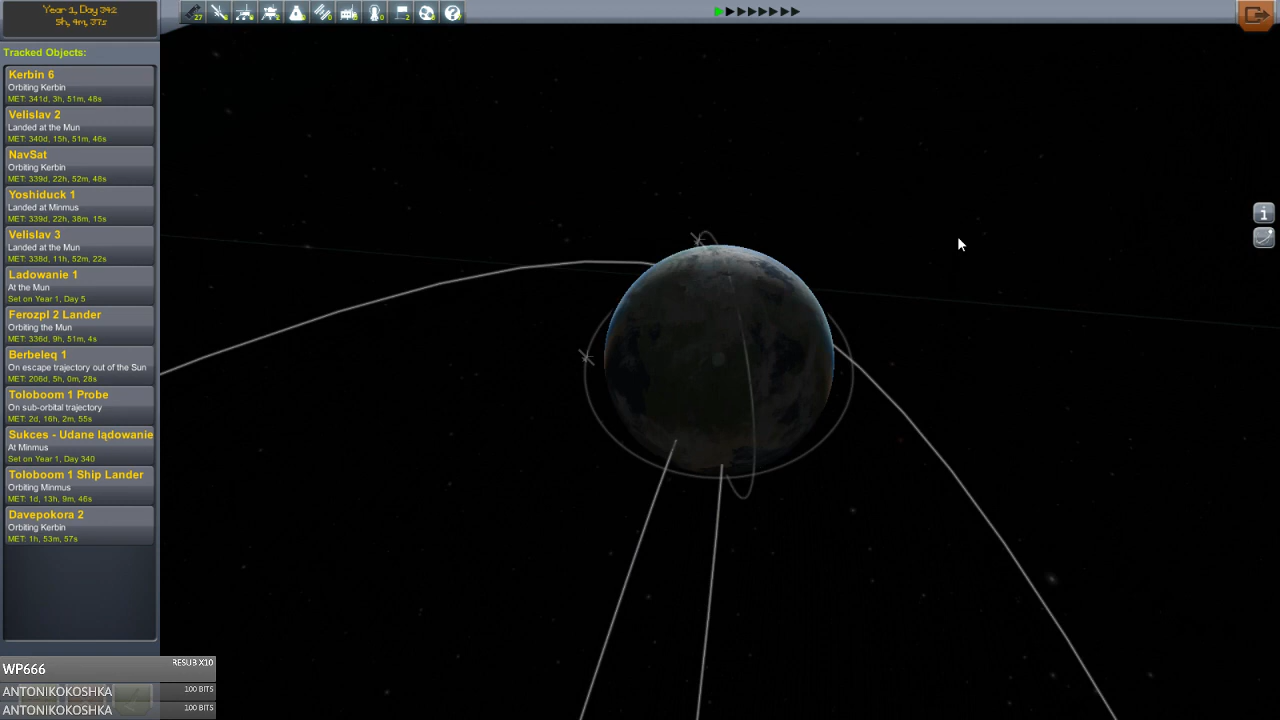 Year 1, Day 342
5h, 4m, 37s
27
0
2
Tracked Objects:
Kerbin 6
Orbiting Kerbin
MET: 341d, 3h, 51m, 48s
Velislav 2
Landed at the Mun
MET: 340d, 15h, 51m, 46s
NavSat
Orbiting Kerbin
MET: 339d, 22h, 52m, 48s
Yoshiduck 1
Landed at Minmus
MET: 339d, 22h, 38m, 15s
Velislav 3
Landed at the Mun
MET: 338d, 11h, 52m, 22s
Ladowanie 1
At the Mun
Set on Year 1, Day 5
Ferozpl 2 Lander
Orbiting the Mun
MET: 336d, 9h, 51m, 4s
Berbeleq 1
On escape trajectory out of the Sun
MET: 206d, 5h, 0m, 28s
Toloboom 1 Probe
On sub-orbital trajectory
MET: 2d, 16h, 2m, 55s
Sukces - Udane lądowanie
At Minmus
Set on Year 1, Day 340
Toloboom 1 Ship Lander
Orbiting Minmus
MET: 1d, 13h, 9m, 46s
Davepokora 2
Orbiting Kerbin
MET: 1h, 53m, 57s
WP666 RESUB X10
ANTONIKOKOSHKA 100 BITS
ANTONIKOKOSHKA 100 BITS